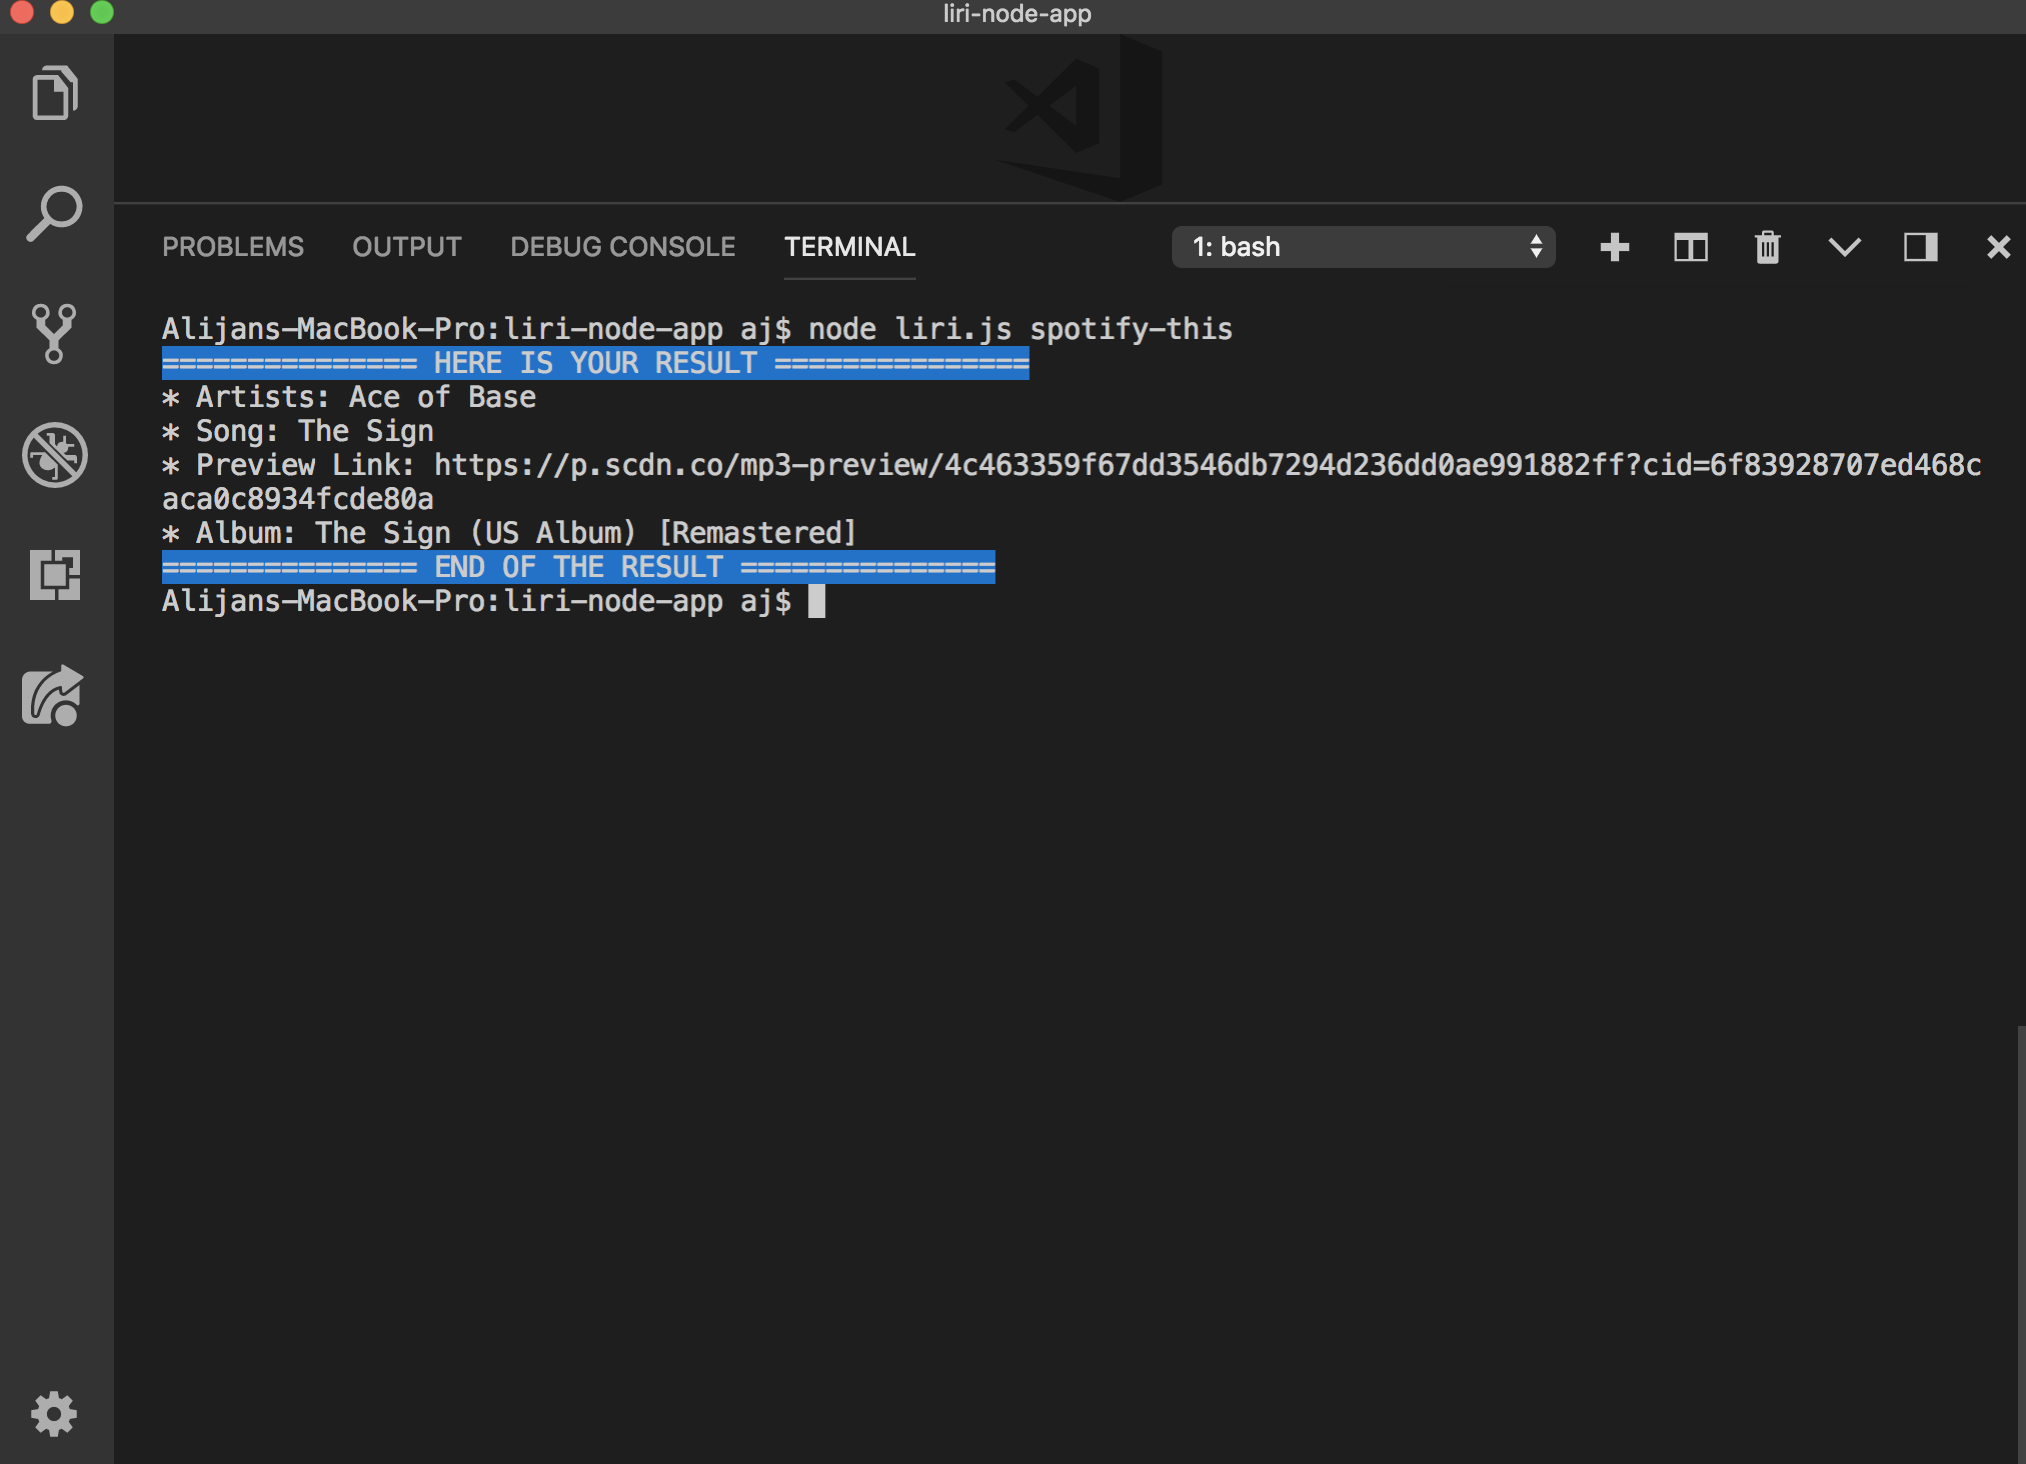 liri-node-app
PROBLEMS OUTPUT DEBUG CONSOLE TERMINAL 1: bash
Alijans-MacBook-Pro:liri-node-app aj$ node liri.js spotify-this
=============== HERE IS YOUR RESULT ===============
* Artists: Ace of Base
* Song: The Sign
* Preview Link: https://p.scdn.co/mp3-preview/4c463359f67dd3546db7294d236dd0ae991882ff?cid=6f83928707ed468c
aca0c8934fcde80a
* Album: The Sign (US Album) [Remastered]
=============== END OF THE RESULT ===============
Alijans-MacBook-Pro:liri-node-app aj$